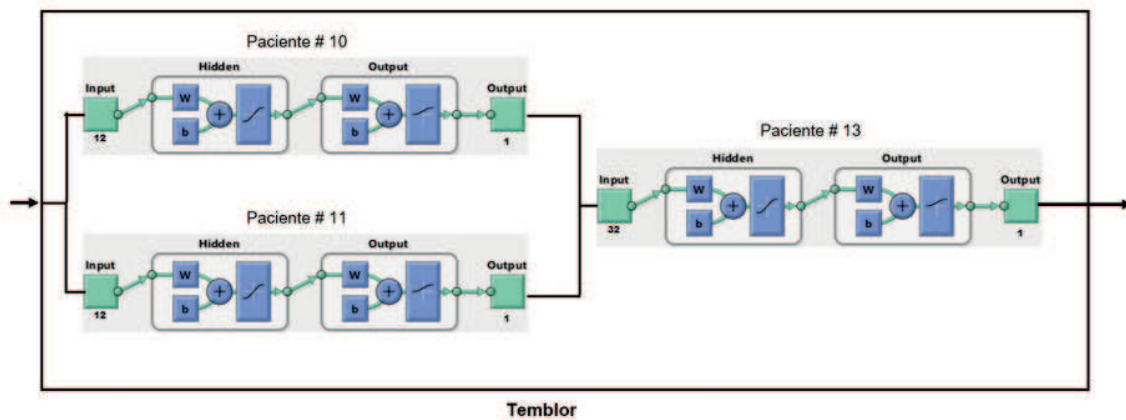 Paciente # 10
Hidden
Output
Input
Output
W
W
b
b
12
1
Paciente # 11
Hidden
Output
Input
Output
W
W
b
b
12
1
Paciente # 13
Hidden
Output
Input
Output
W
W
b
b
32
1
Temblor